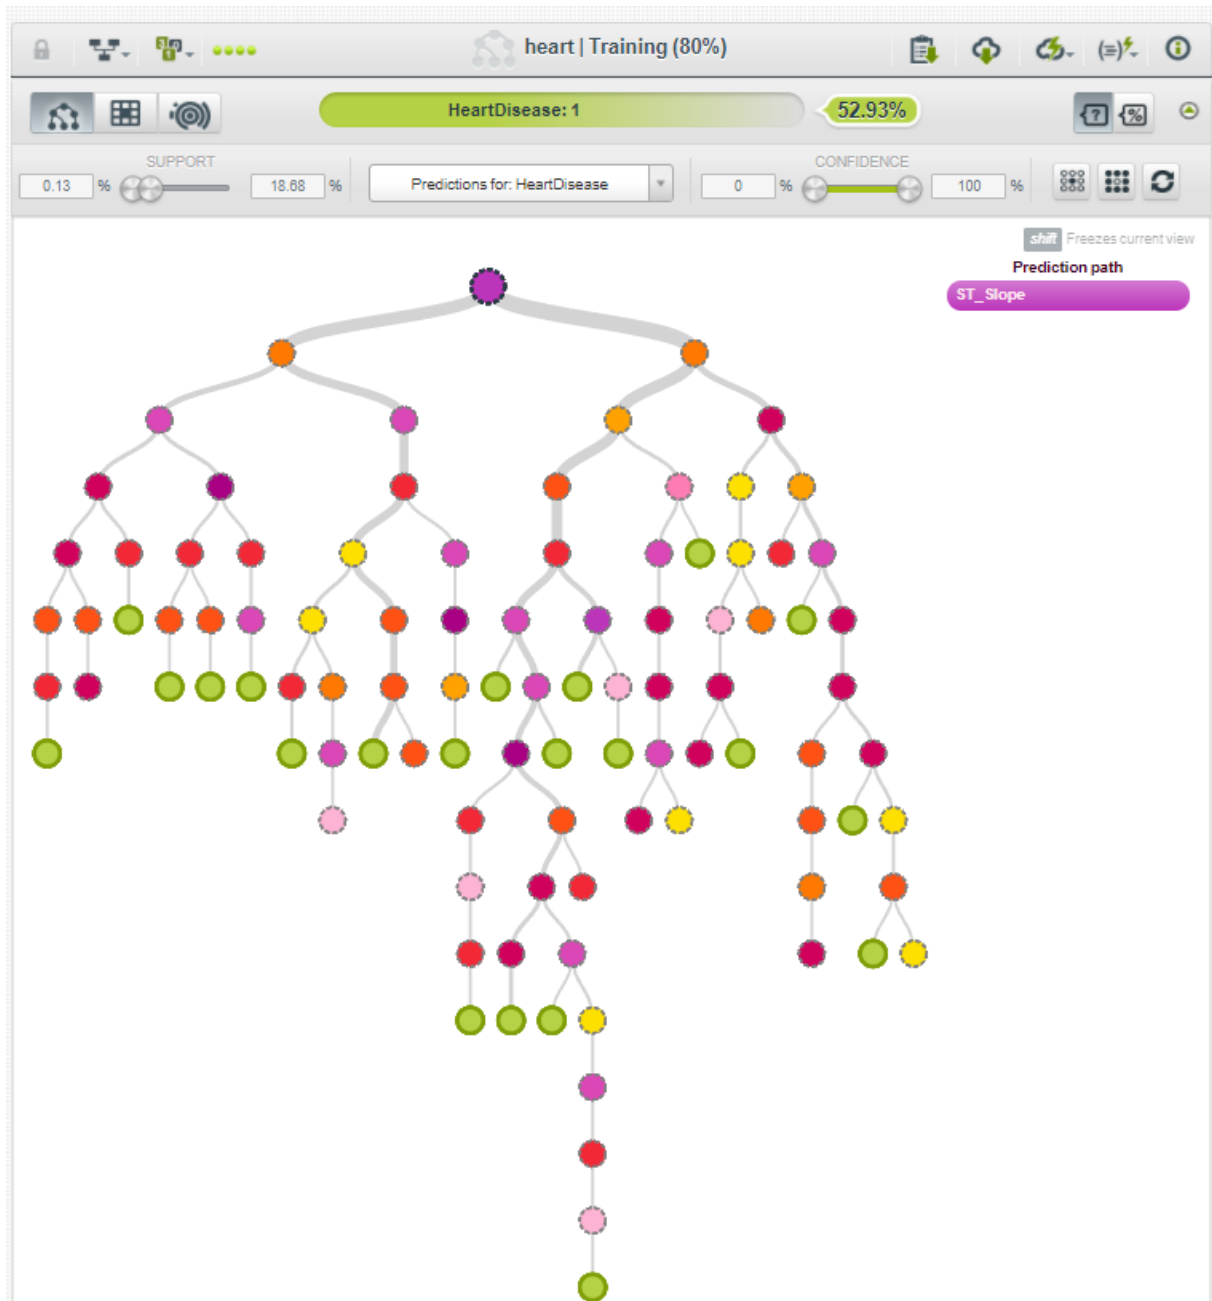 heart | Training (80%)
HeartDisease: 1
52.93%
SUPPORT
0.13 %
18.68 %
Predictions for: HeartDisease
CONFIDENCE
0 %
100 %
shift Freezes current view
Prediction path
ST_Slope